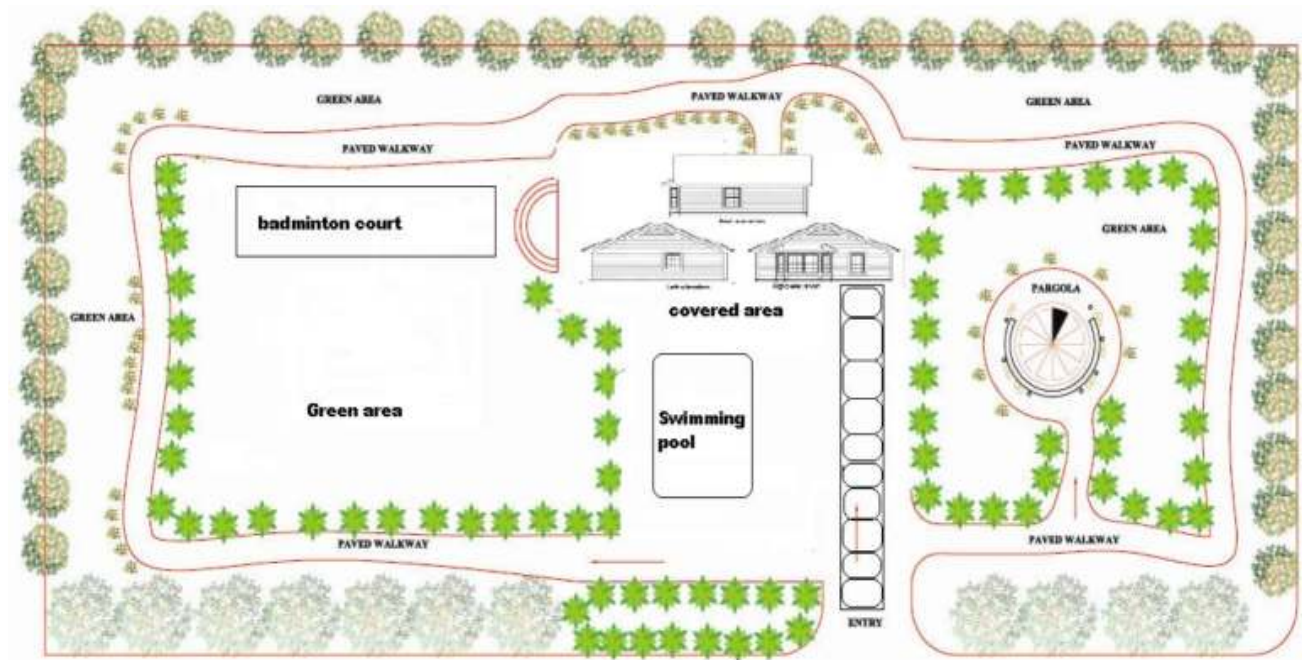 GREEN AREA
PAVED WALKWAY
GREEN AREA
PAVED WALKWAY
PAVED WALKWAY
badminton court
GREEN AREA
PARGOLA
GREEN AREA
covered area
Green area
Swimming
pool
PAVED WALKWAY
PAVED WALKWAY
ENTRY